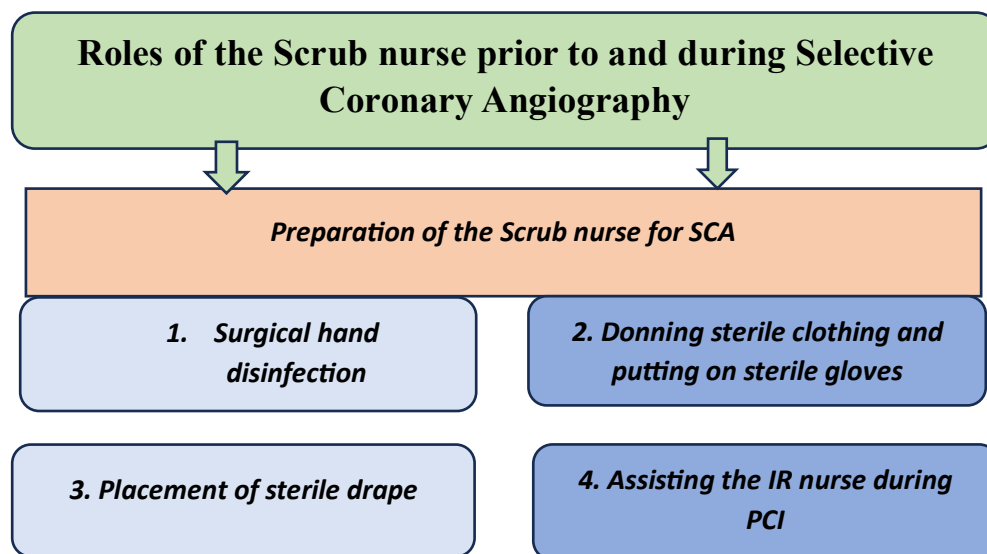 Roles of the Scrub nurse prior to and during Selective
Coronary Angiography
Preparation of the Scrub nurse for SCA
1. Surgical hand
disinfection
2. Donning sterile clothing and
putting on sterile gloves
3. Placement of sterile drape
4. Assisting the IR nurse during
PCI